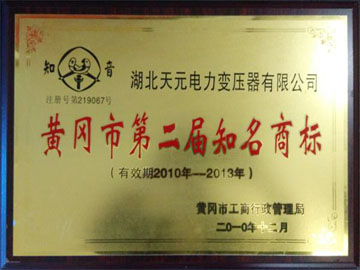 知音
湖北天元电力变压器有限公司
注册号第219067号
黄冈市第二届知名商标
(有效期2010年--2013年)
黄冈市工商行政管理局
二〇一〇年十二月